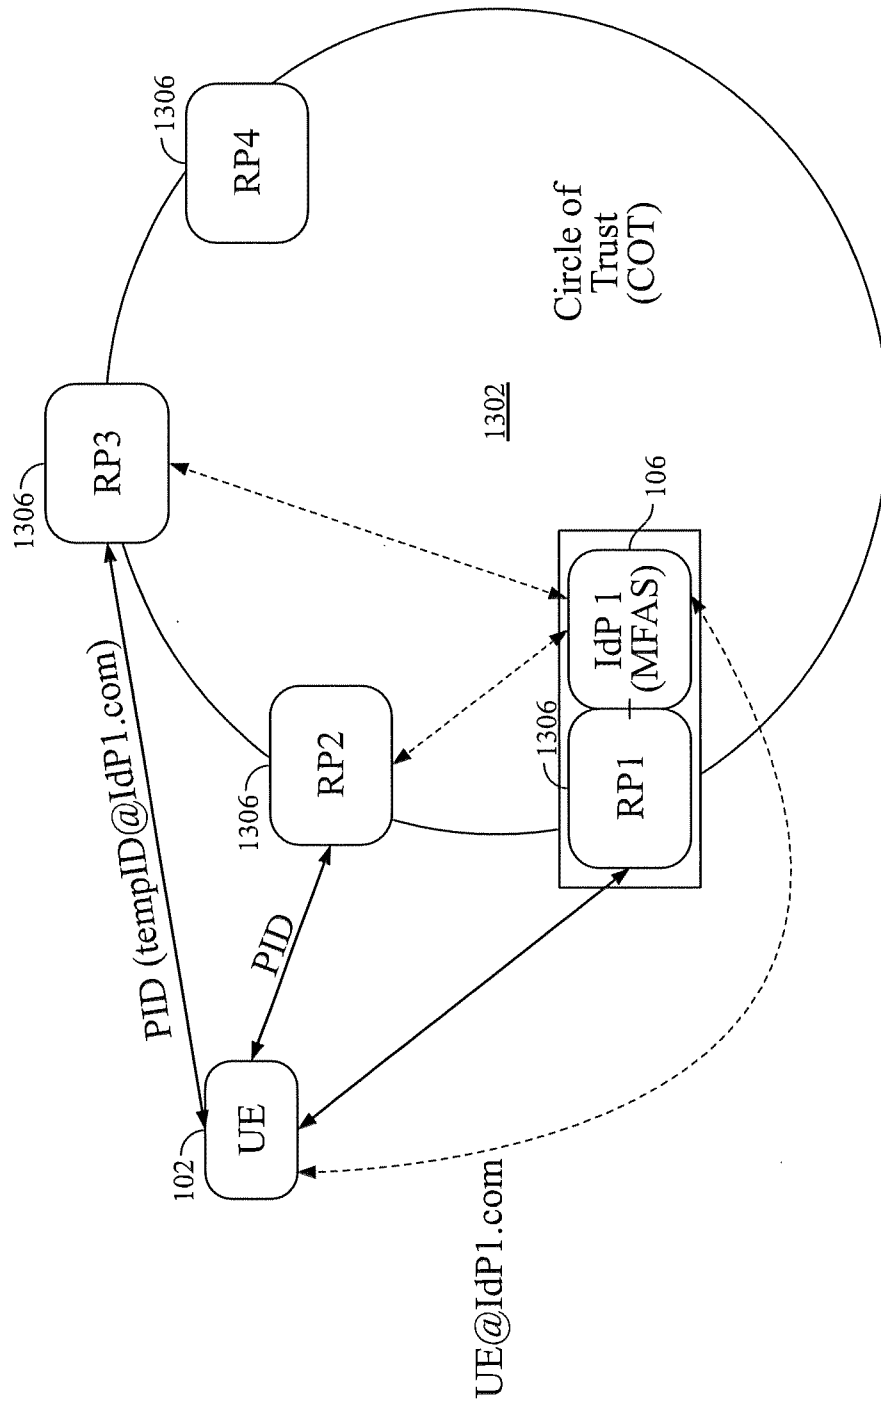 1306
RP4
1306
RP3
PID (tempID@IdP1.com)
1306
RP2
PID
102
UE
Circle of
Trust
(COT)
1302
106
IdP 1
(MFAS)
1306
RP1
UE@IdP1.com